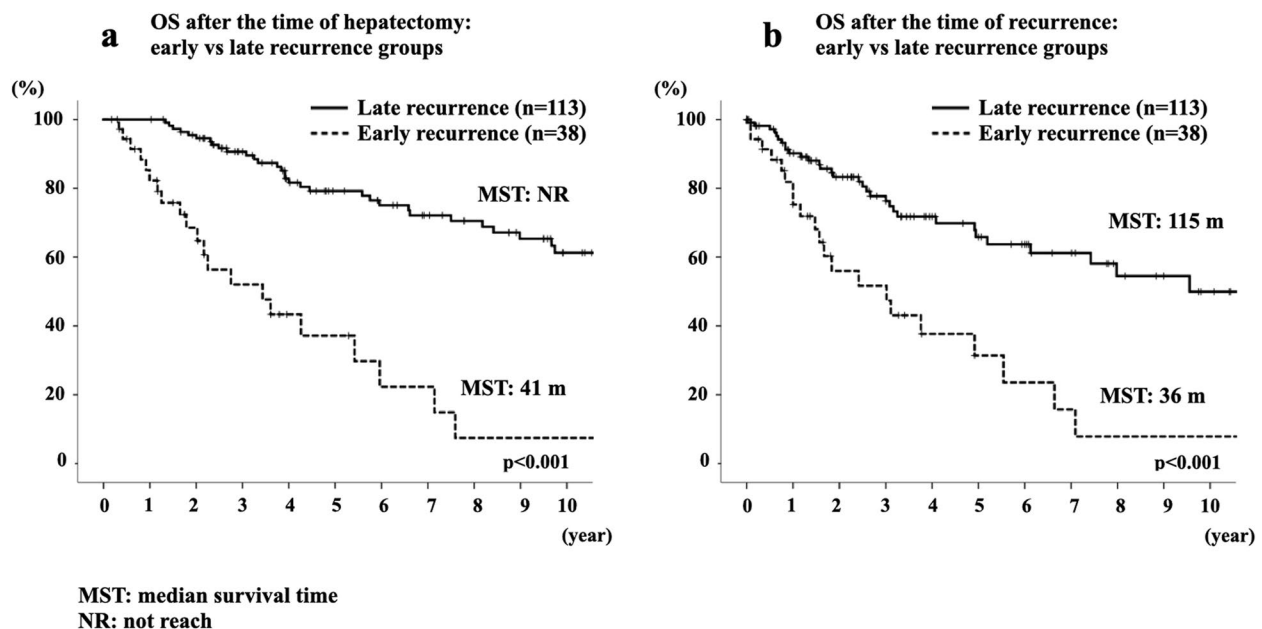 a
OS after the time of hepatectomy:
early vs late recurrence groups
(%)
Late recurrence (n=113)
Early recurrence (n=38)
100
80
60
40
20
0
MST: NR
MST: 41 m
p<0.001
0 1 2 3 4 5 6 7 8 9 10
(year)
b
OS after the time of recurrence:
early vs late recurrence groups
(%)
Late recurrence (n=113)
Early recurrence (n=38)
100
80
60
40
20
0
MST: 115 m
MST: 36 m
p<0.001
0 1 2 3 4 5 6 7 8 9 10
(year)
MST: median survival time
NR: not reach